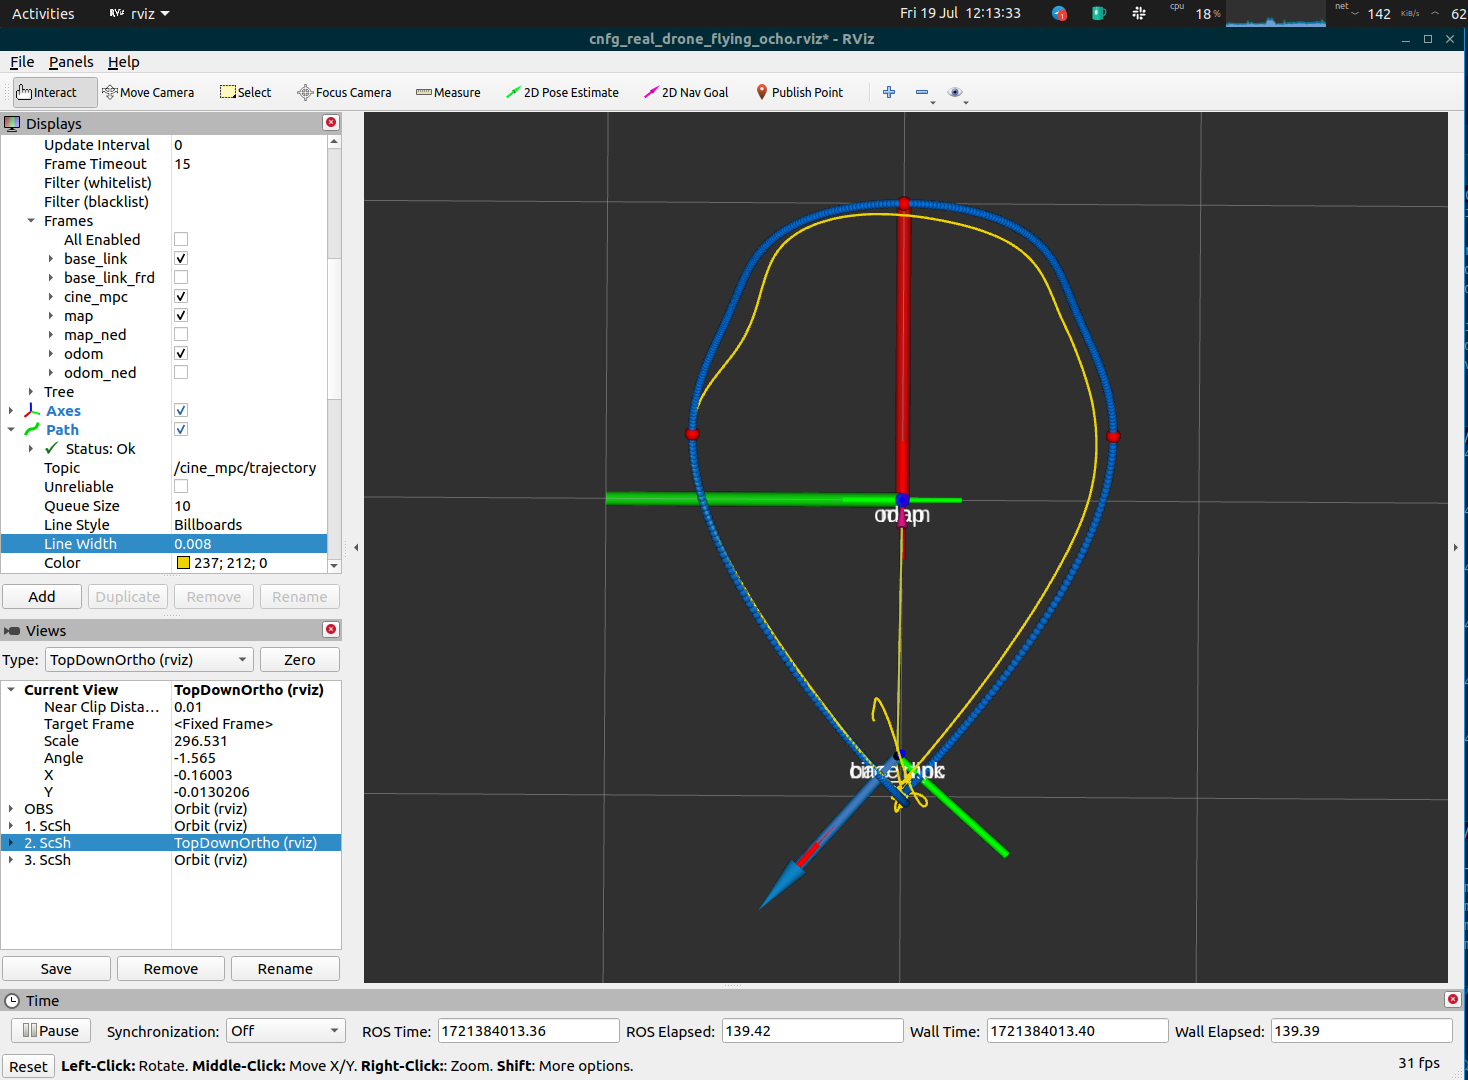 Activities
rviz
Fri 19 Jul 12:13:33
cpu 18%
net 142 KiB/s
62
cnfg_real_drone_flying_ocho.rviz* - RViz
File Panels Help
Interact Move Camera Select Focus Camera Measure 2D Pose Estimate 2D Nav Goal Publish Point
Displays
Update Interval 0
Frame Timeout 15
Filter (whitelist)
Filter (blacklist)
Frames
All Enabled
base_link
base_link_frd
cine_mpc
map
map_ned
odom
odom_ned
Tree
Axes
Path
Status: Ok
Topic /cine_mpc/trajectory
Unreliable
Queue Size 10
Line Style Billboards
Line Width 0.008
Color 237; 212; 0
Add Duplicate Remove Rename
Views
Type: TopDownOrtho (rviz) Zero
Current View TopDownOrtho (rviz)
Near Clip Dista... 0.01
Target Frame <Fixed Frame>
Scale 296.531
Angle -1.565
X -0.16003
Y -0.0130206
OBS Orbit (rviz)
1. ScSh Orbit (rviz)
2. ScSh TopDownOrtho (rviz)
3. ScSh Orbit (rviz)
Save Remove Rename
Time
Pause Synchronization: Off ROS Time: 1721384013.36 ROS Elapsed: 139.42 Wall Time: 1721384013.40 Wall Elapsed: 139.39
Reset Left-Click: Rotate. Middle-Click: Move X/Y. Right-Click:: Zoom. Shift: More options. 31 fps